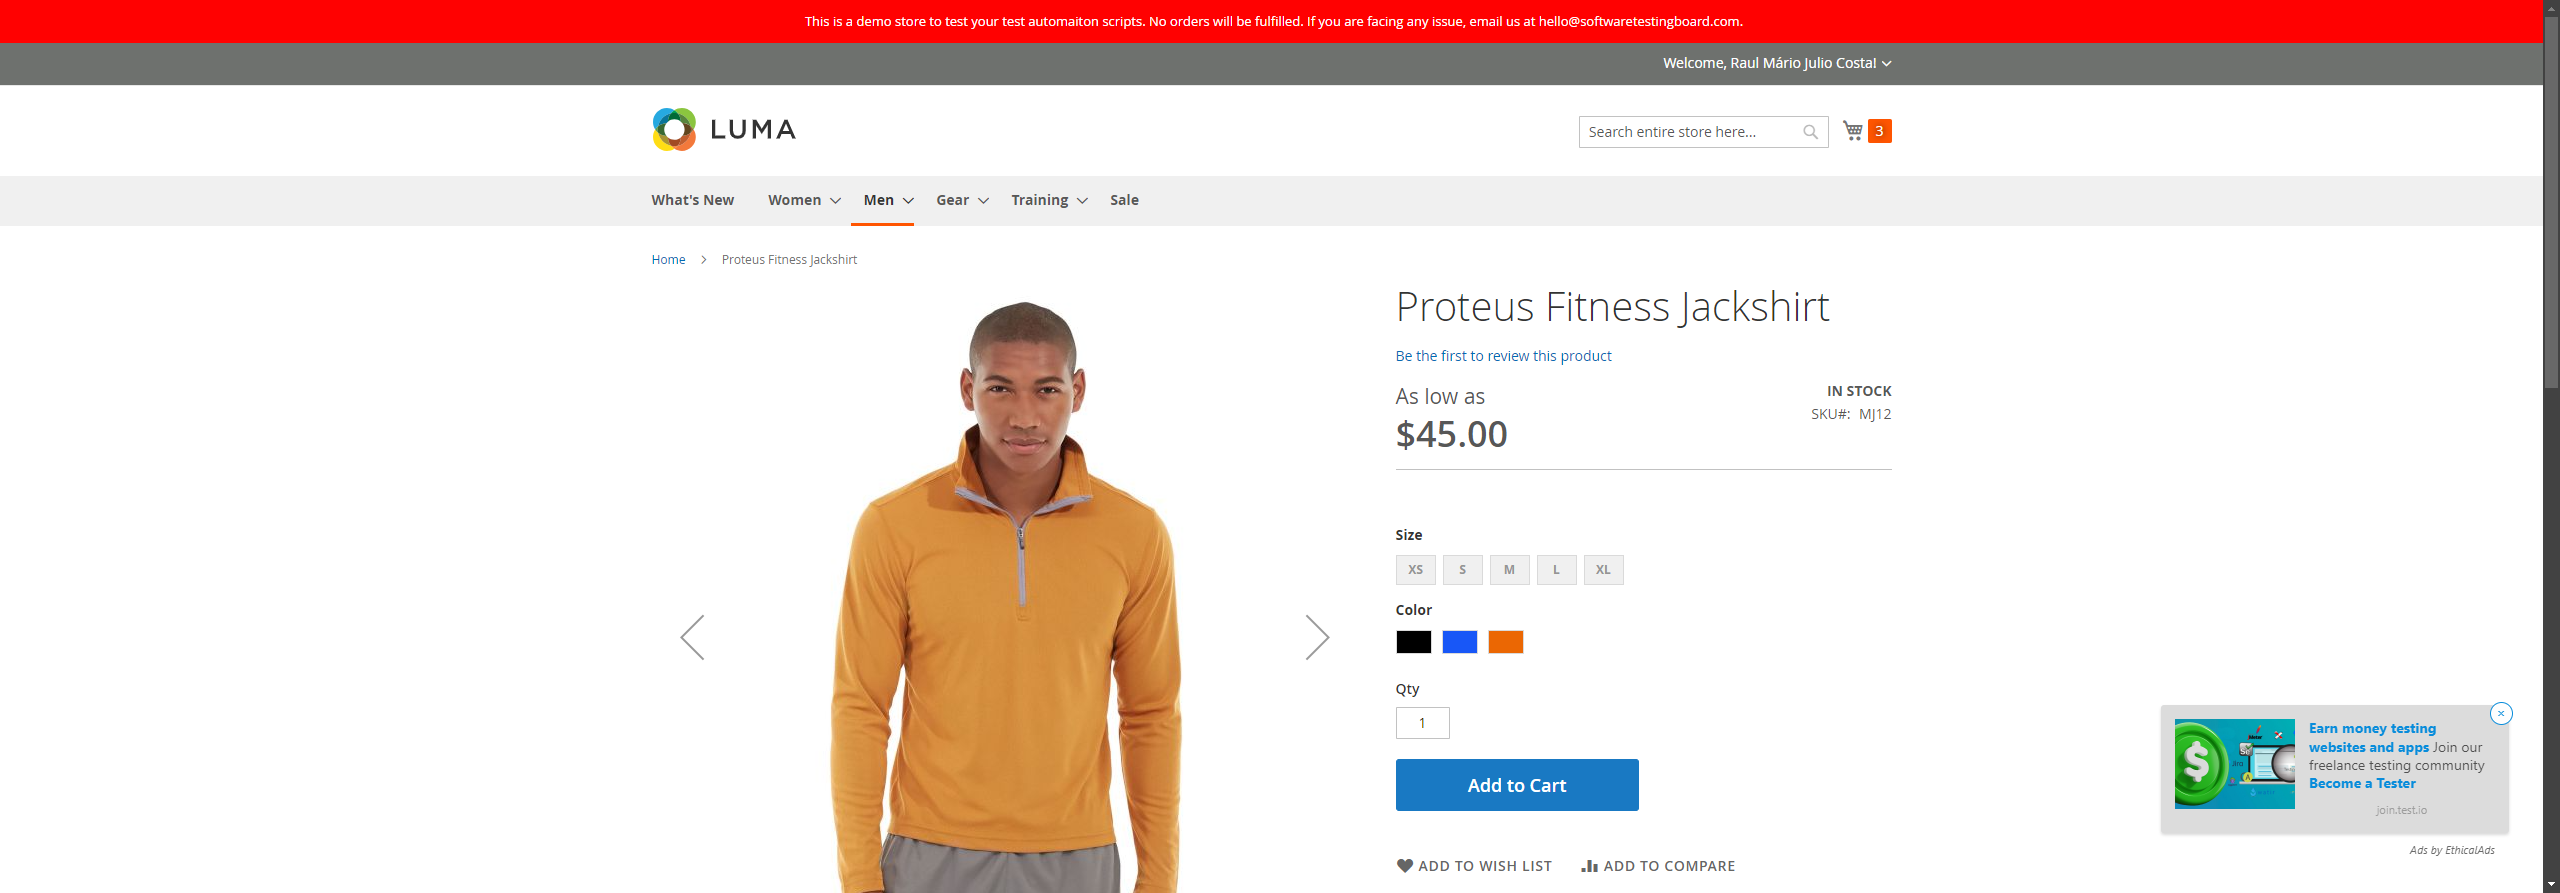 This is a demo store to test your test automaiton scripts. No orders will be fulfilled. If you are facing any issue, email us at hello@softwaretestingboard.com.
Welcome, Raul Mário Julio Costa!
LUMA
Search entire store here...
3
What's New
Women
Men
Gear
Training
Sale
Home
Proteus Fitness Jackshirt
Proteus Fitness Jackshirt
Be the first to review this product
As low as
$45.00
IN STOCK
SKU#: MJ12
Size
XS
S
M
L
XL
Color
Qty
1
Add to Cart
ADD TO WISH LIST
ADD TO COMPARE
Earn money testing
websites and apps Join our
freelance testing community
Become a Tester
join.test.io
Ads by EthicalAds